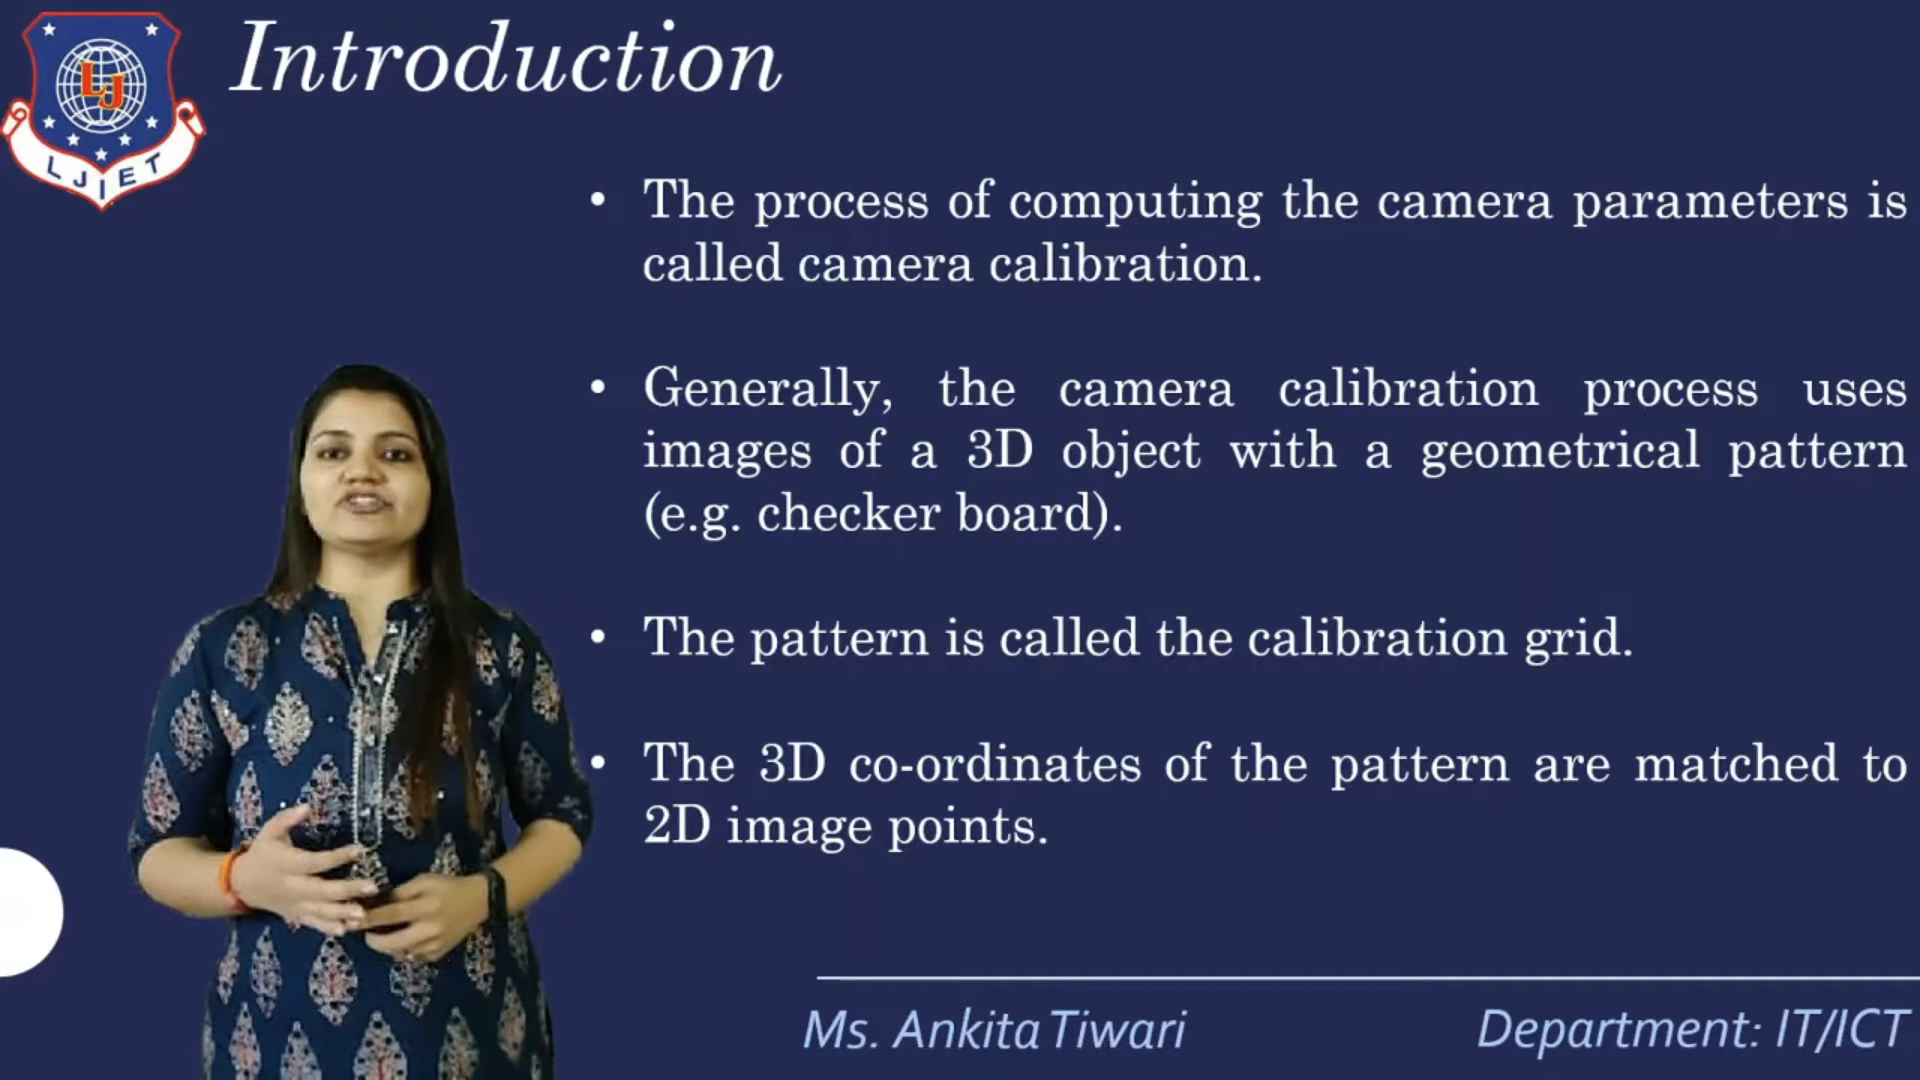 LJ
LJIET
Introduction
• The process of computing the camera parameters is
called camera calibration.
• Generally, the camera calibration process uses
images of a 3D object with a geometrical pattern
(e.g. checker board).
• The pattern is called the calibration grid.
• The 3D co-ordinates of the pattern are matched to
2D image points.
Ms. Ankita Tiwari
Department: IT/ICT